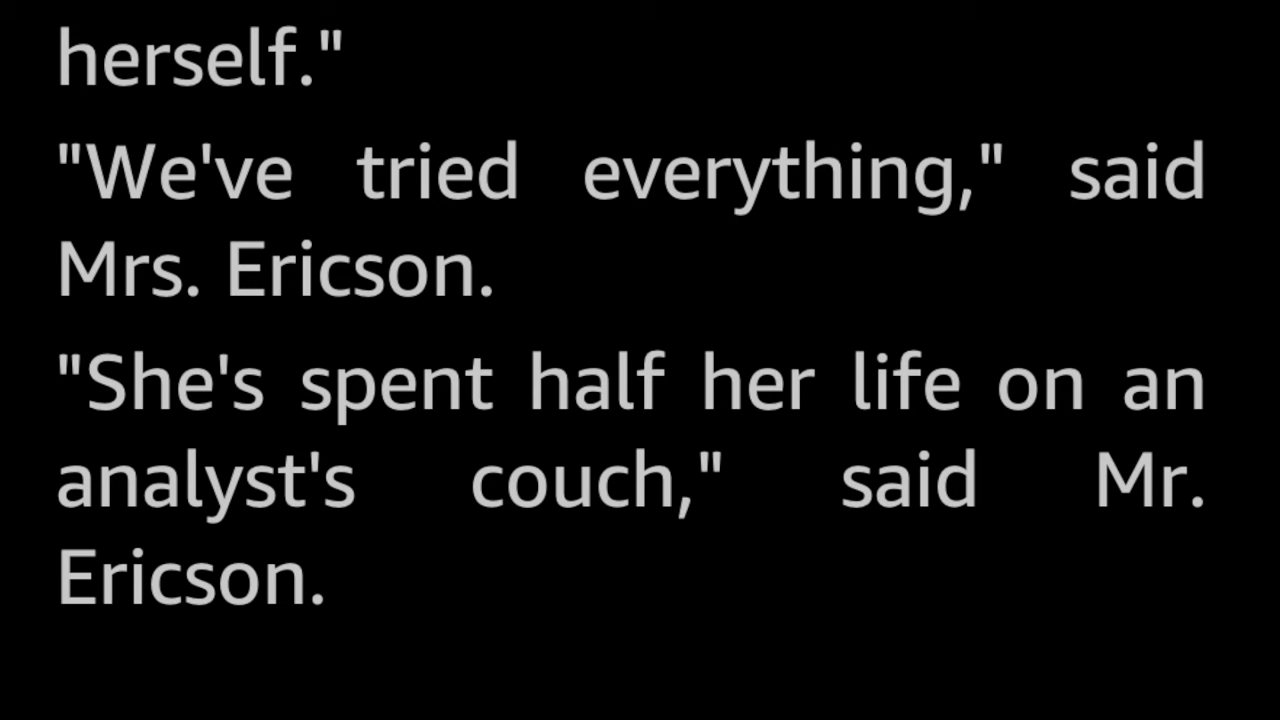 herself."
"We've tried everything," said
Mrs. Ericson.
"She's spent half her life on an
analyst's couch," said Mr.
Ericson.